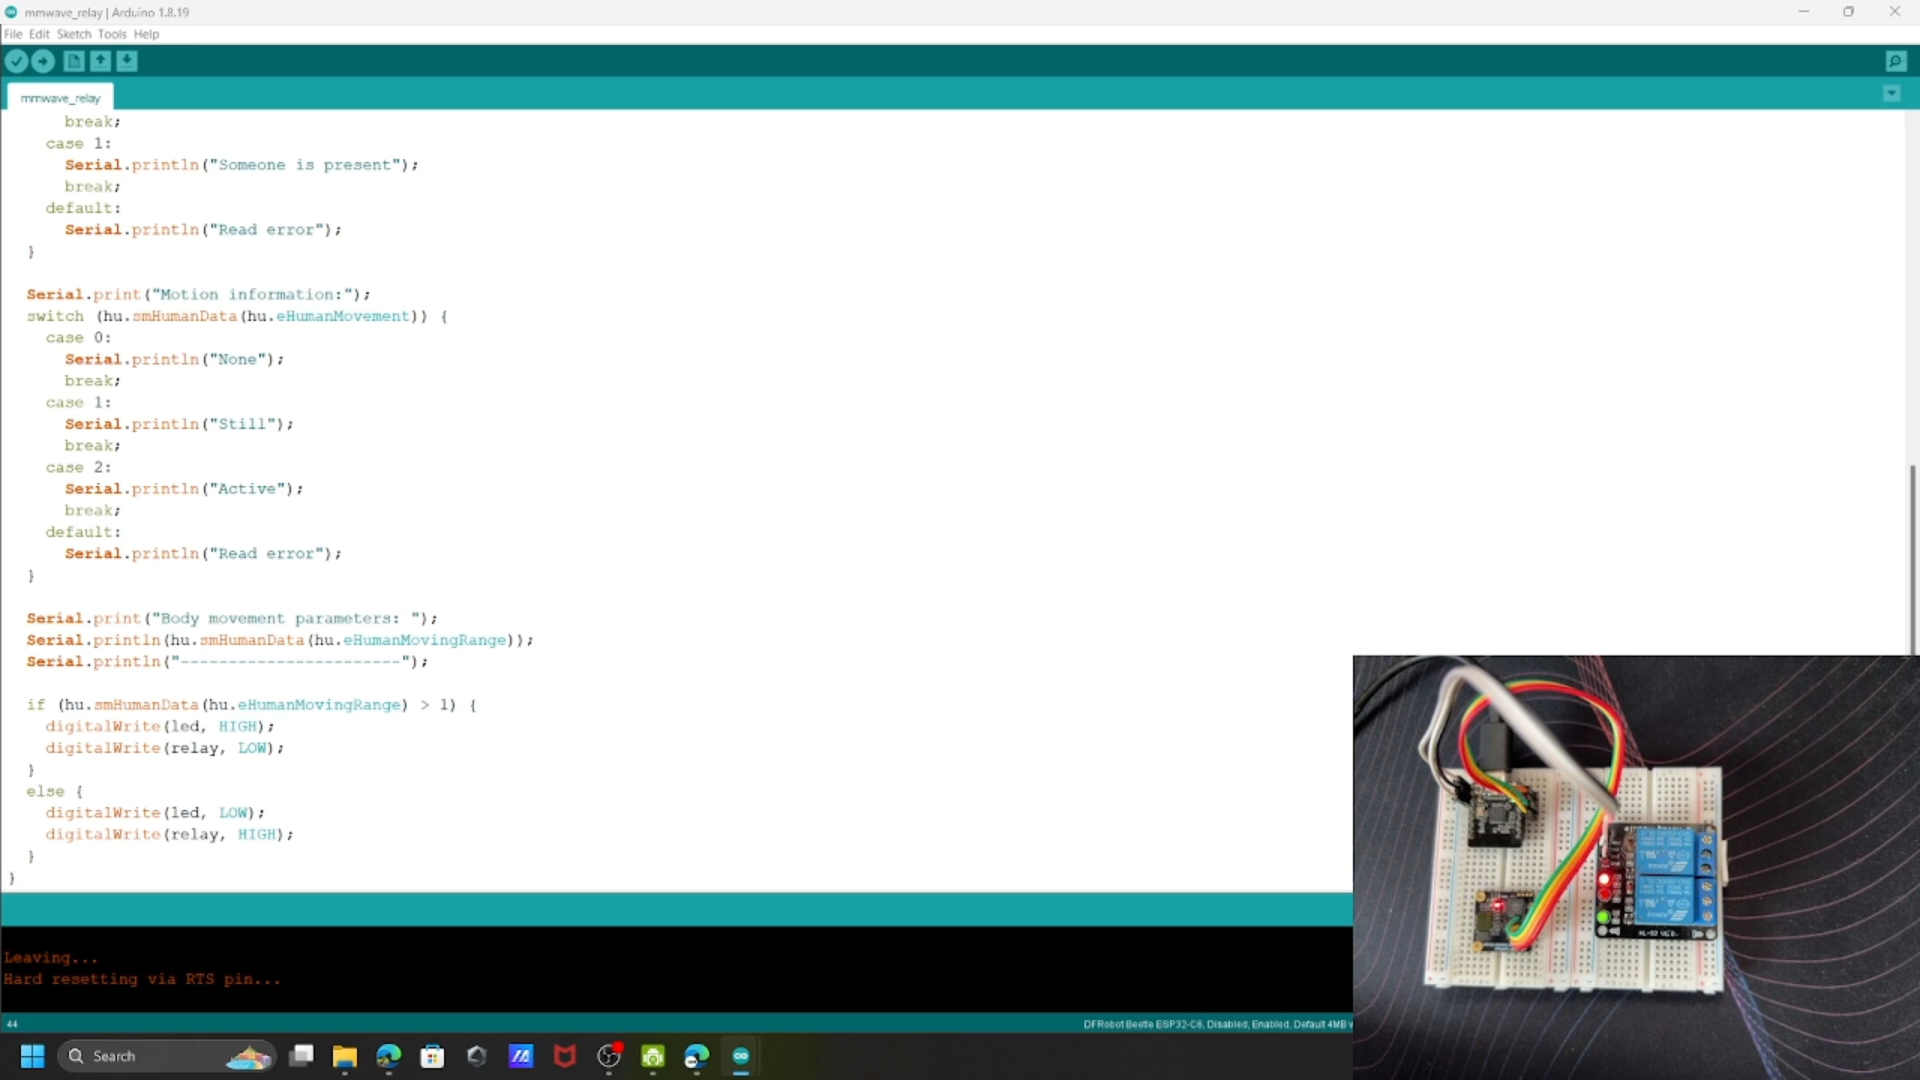 mmwave_relay | Arduino 1.8.19
File Edit Sketch Tools Help
mmwave_relay
break;
case 1:
Serial.println("Someone is present");
break;
default:
Serial.println("Read error");
}
Serial.print("Motion information:");
switch (hu.smHumanData(hu.eHumanMovement)) {
case 0:
Serial.println("None");
break;
case 1:
Serial.println("Still");
break;
case 2:
Serial.println("Active");
break;
default:
Serial.println("Read error");
}
Serial.print("Body movement parameters: ");
Serial.println(hu.smHumanData(hu.eHumanMovingRange));
Serial.println("-----------------------");
if (hu.smHumanData(hu.eHumanMovingRange) > 1) {
digitalWrite(led, HIGH);
digitalWrite(relay, LOW);
}
else {
digitalWrite(led, LOW);
digitalWrite(relay, HIGH);
}
}
Leaving...
Hard resetting via RTS pin...
44
DFRobot Beetle ESP32-C6, Disabled, Enabled, Default 4MB
Search